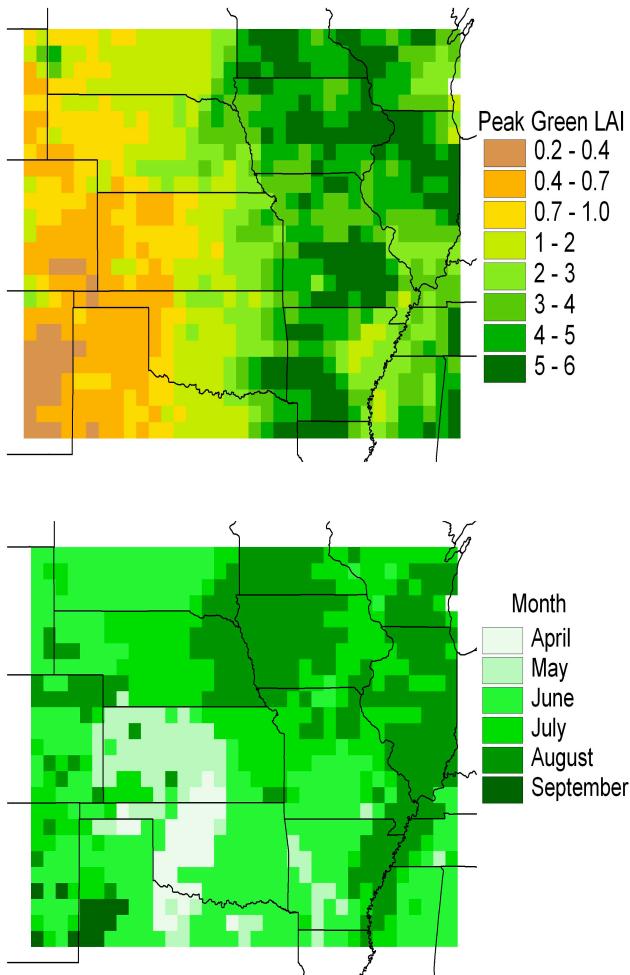 Peak Green LAI
0.2 - 0.4
0.4 - 0.7
0.7 - 1.0
1 - 2
2 - 3
3 - 4
4 - 5
5 - 6
Month
April
May
June
July
August
September